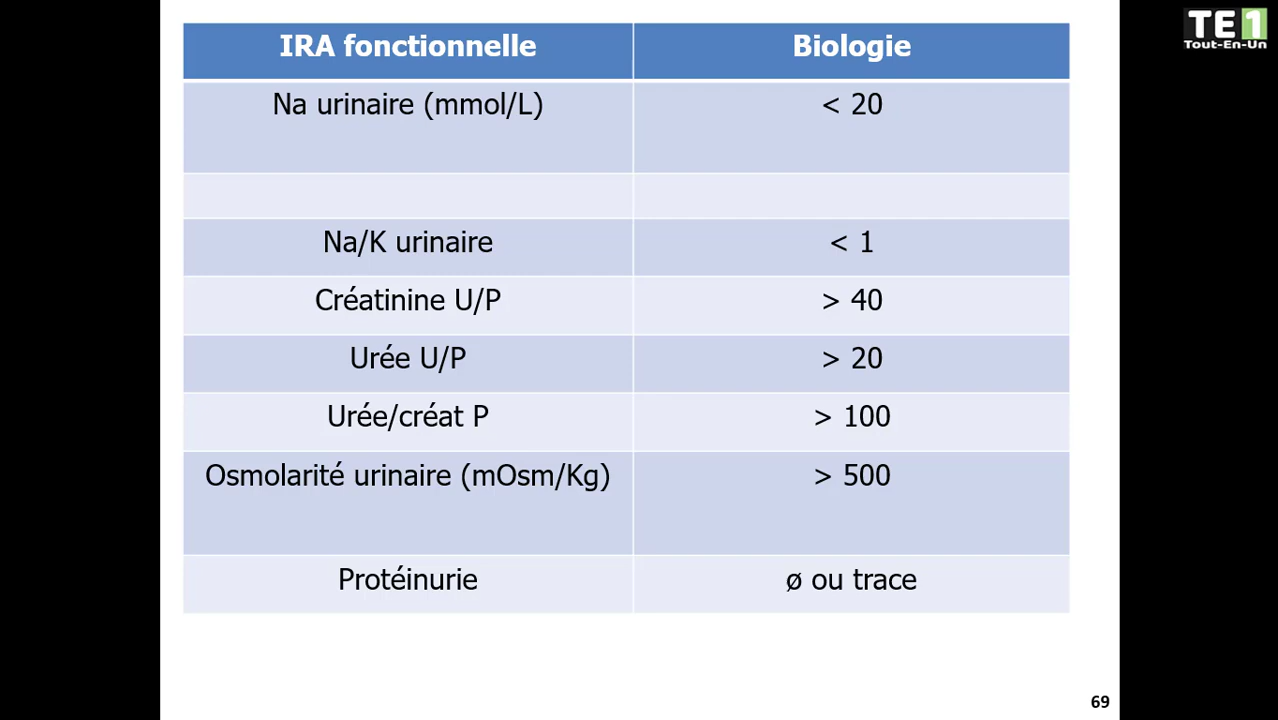 TE1
Tout-En-Un
IRA fonctionnelle Biologie
Na urinaire (mmol/L) < 20
Na/K urinaire < 1
Créatinine U/P > 40
Urée U/P > 20
Urée/créat P > 100
Osmolarité urinaire (mOsm/Kg) > 500
Protéinurie ø ou trace
69